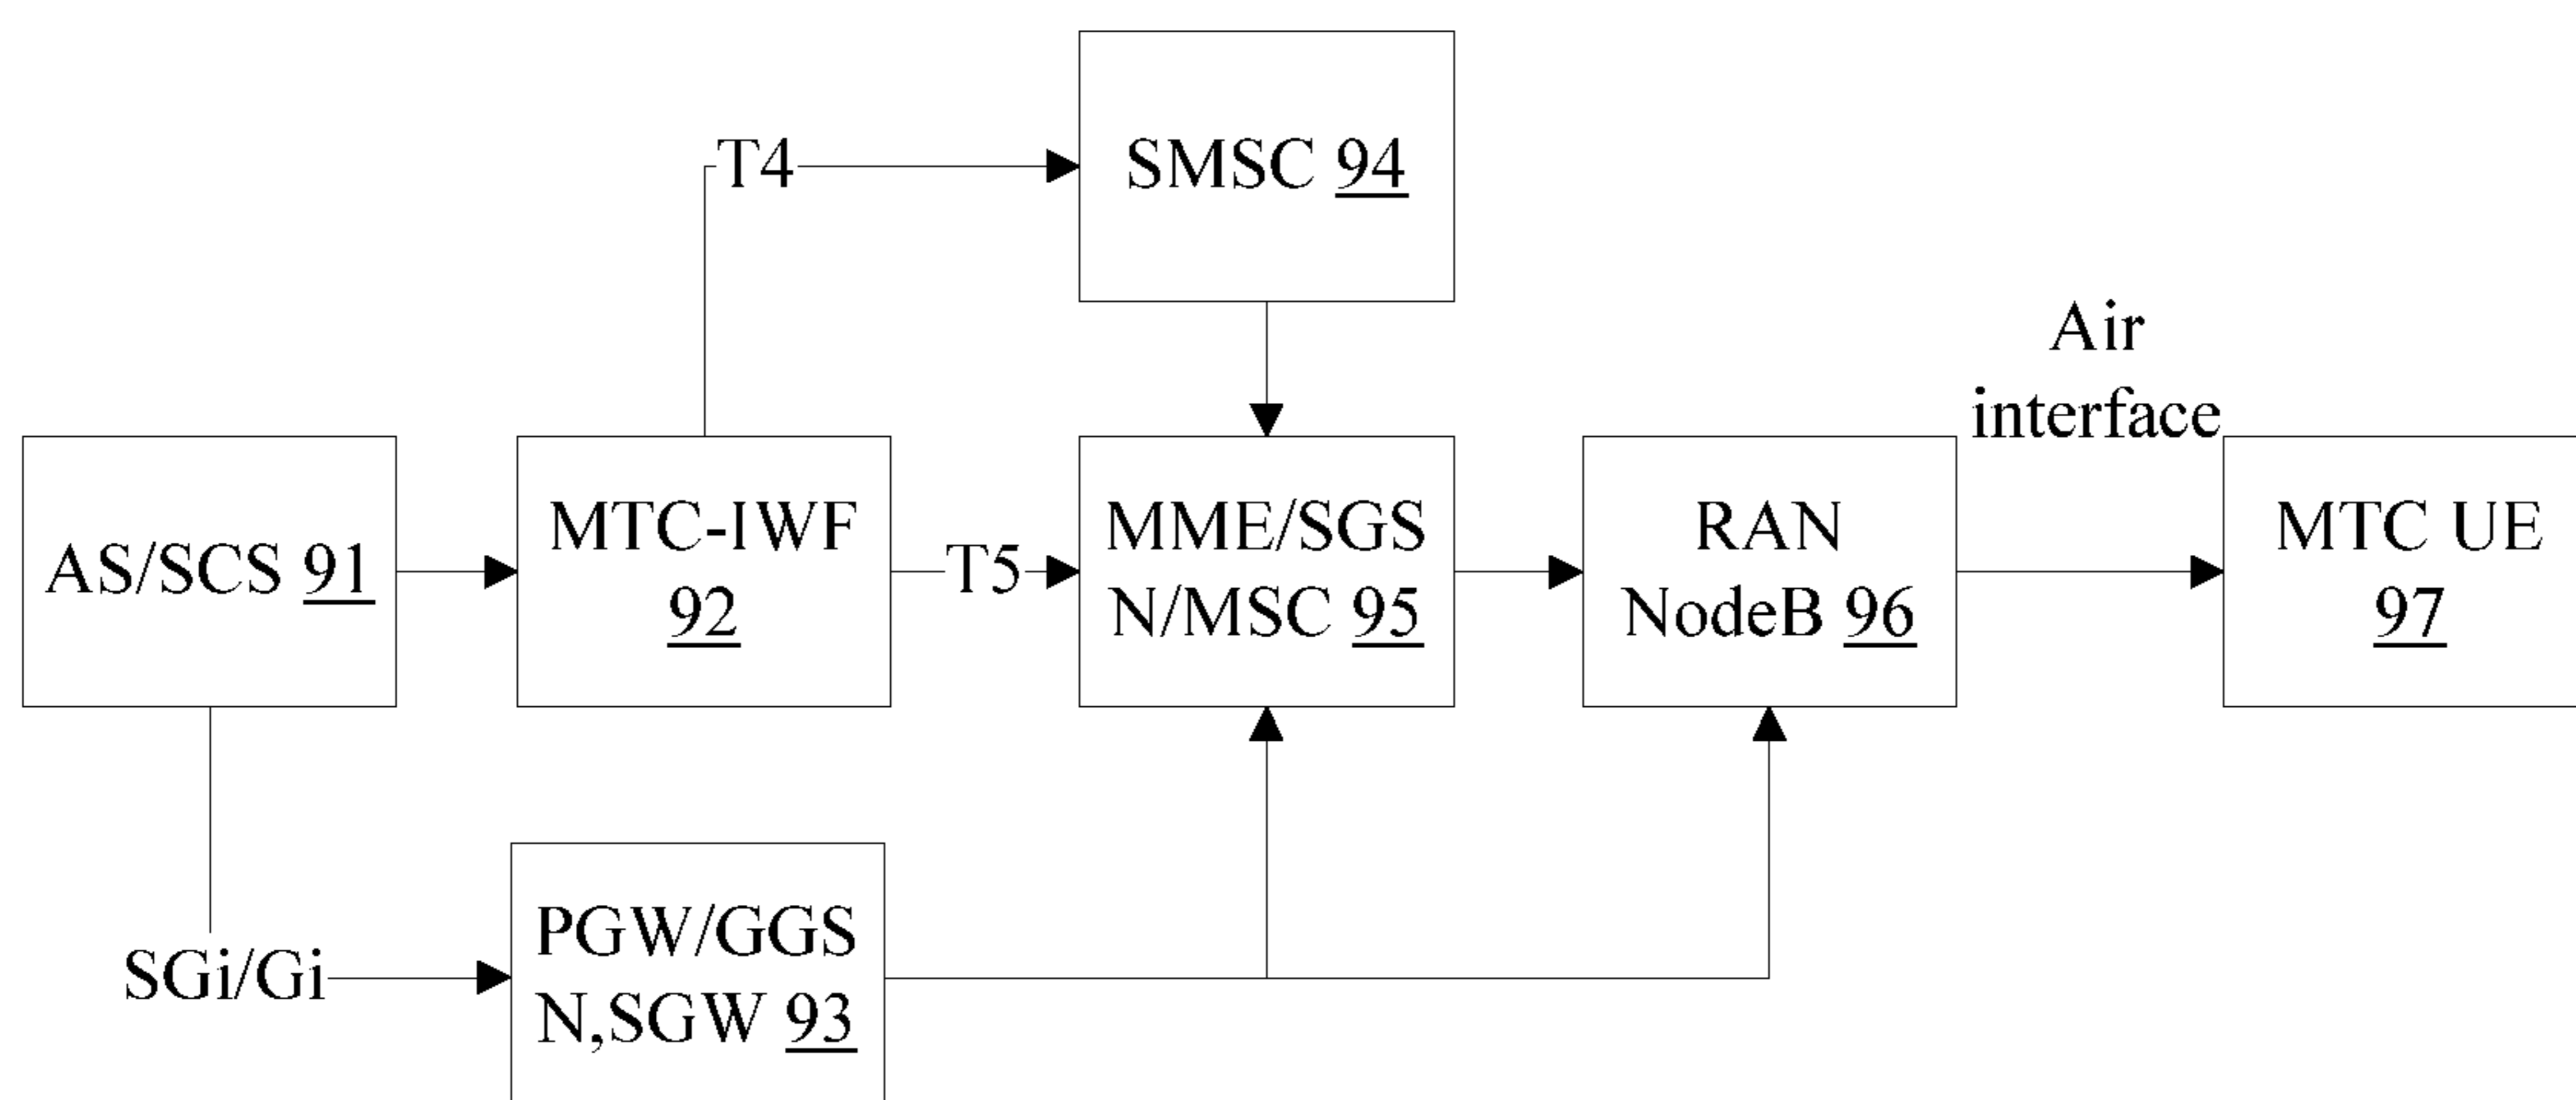 T4
SMSC 94
Air
interface
AS/SCS 91
MTC-IWF
92
T5
MME/SGS
N/MSC 95
RAN
NodeB 96
MTC UE
97
SGi/Gi
PGW/GGS
N,SGW 93